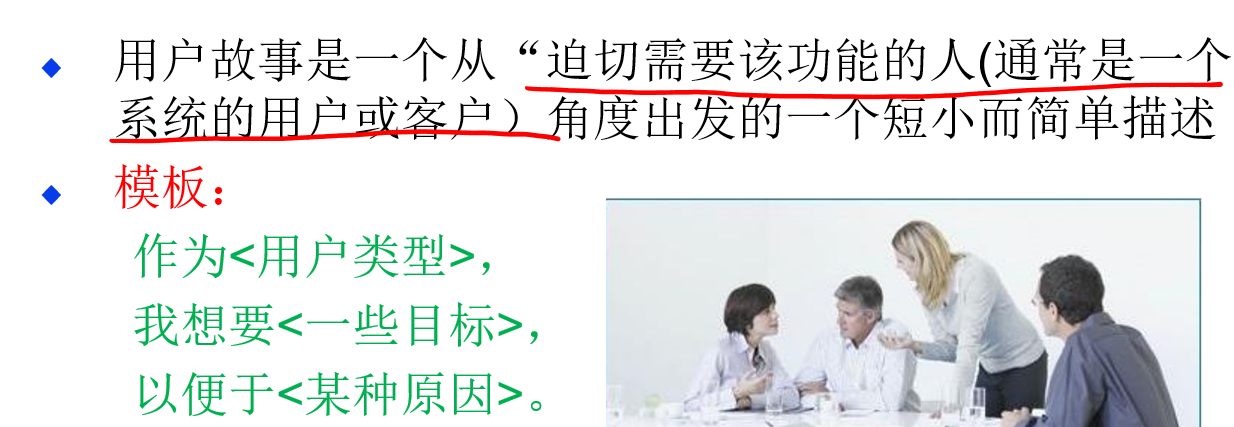 用户故事是一个从“迫切需要该功能的人(通常是一个
系统的用户或客户）角度出发的一个短小而简单描述
模板：
作为<用户类型>，
我想要<一些目标>，
以便于<某种原因>。